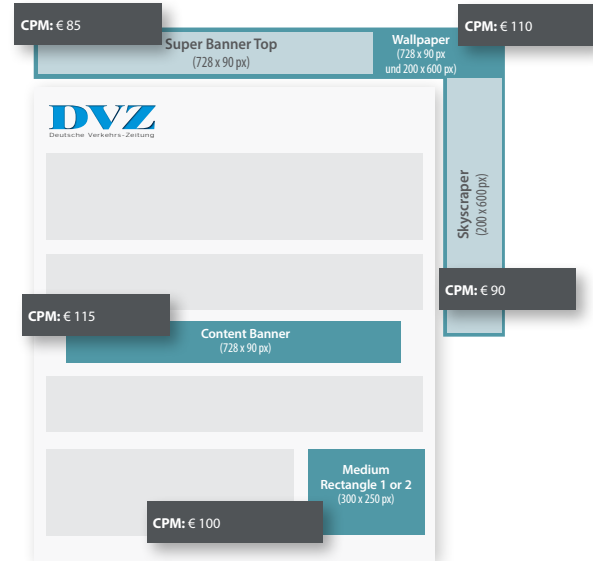 CPM: € 85
Super Banner Top
(728 x 90 px)
Wallpaper
(728 x 90 px
und 200 x 600 px)
CPM: € 110
DVZ
Deutsche Verkehrs-Zeitung
Skyscraper
(200 x 600 px)
CPM: € 90
CPM: € 115
Content Banner
(728 x 90 px)
Medium
Rectangle 1 or 2
(300 x 250 px)
CPM: € 100